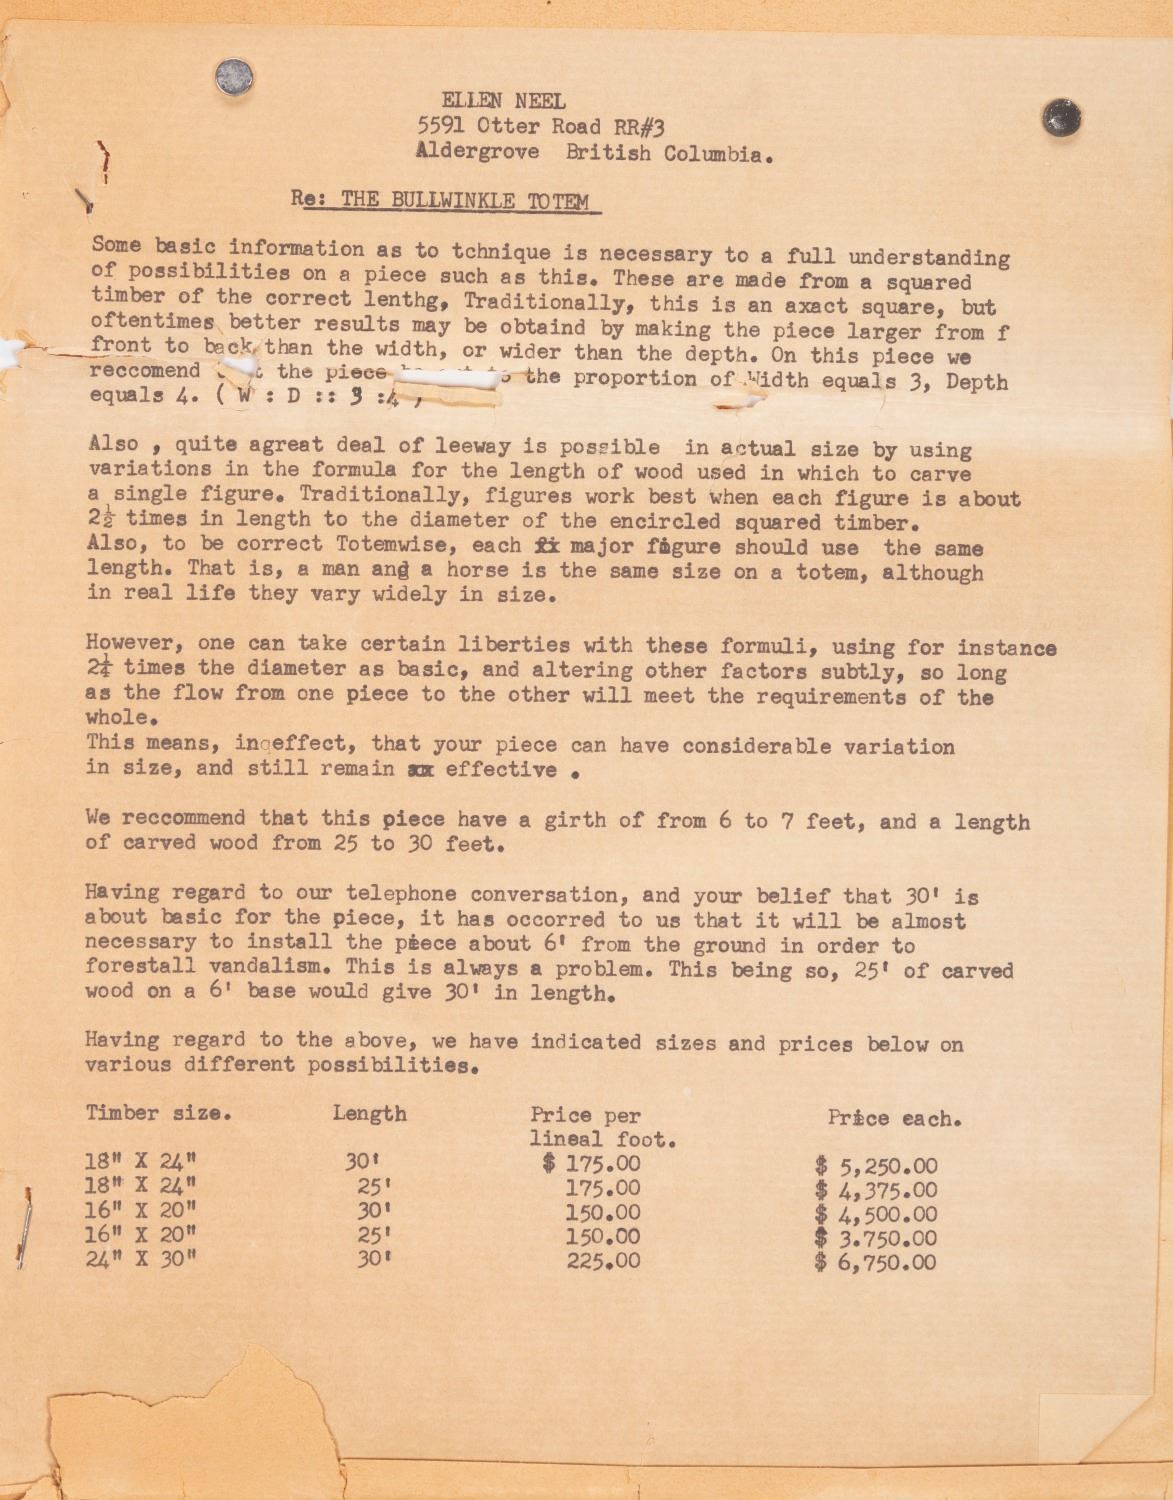 ELLEN NEEL
5591 Otter Road RR#3
Aldergrove British Columbia.
Re: THE BULLWINKLE TOTEM
Some basic information as to tchnique is necessary to a full understanding
of possibilities on a piece such as this. These are made from a squared
timber of the correct lenthg, Traditionally, this is an axact square, but
oftentimes better results may be obtaind by making the piece larger from f
front to back than the width, or wider than the depth. On this piece we
reccomend the piece the proportion of Width equals 3, Depth
equals 4. ( W : D :: 3 :4 )
Also , quite agreat deal of leeway is possible in actual size by using
variations in the formula for the length of wood used in which to carve
a single figure. Traditionally, figures work best when each figure is about
2½ times in length to the diameter of the encircled squared timber.
Also, to be correct Totemwise, each fi major figure should use the same
length. That is, a man and a horse is the same size on a totem, although
in real life they vary widely in size.
However, one can take certain liberties with these formuli, using for instance
2¼ times the diameter as basic, and altering other factors subtly, so long
as the flow from one piece to the other will meet the requirements of the
whole.
This means, inqeffect, that your piece can have considerable variation
in size, and still remain effective .
We reccommend that this piece have a girth of from 6 to 7 feet, and a length
of carved wood from 25 to 30 feet.
Having regard to our telephone conversation, and your belief that 30' is
about basic for the piece, it has occorred to us that it will be almost
necessary to install the piece about 6' from the ground in order to
forestall vandalism. This is always a problem. This being so, 25' of carved
wood on a 6' base would give 30' in length.
Having regard to the above, we have indicated sizes and prices below on
various different possibilities.
Timber size. Length Price per Price each.
lineal foot.
18" X 24" 30' $ 175.00 $ 5,250.00
18" X 24" 25' 175.00 $ 4,375.00
16" X 20" 30' 150.00 $ 4,500.00
16" X 20" 25' 150.00 $ 3.750.00
24" X 30" 30' 225.00 $ 6,750.00